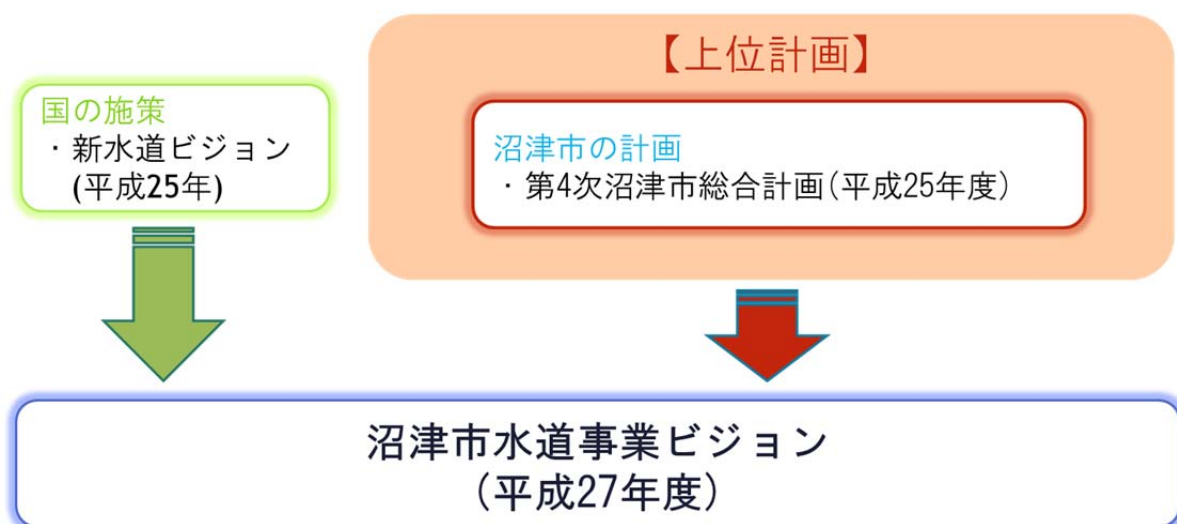 【上位計画】
国の施策
・新水道ビジョン
(平成25年)
沼津市の計画
・第4次沼津市総合計画(平成25年度)
沼津市水道事業ビジョン
(平成27年度)